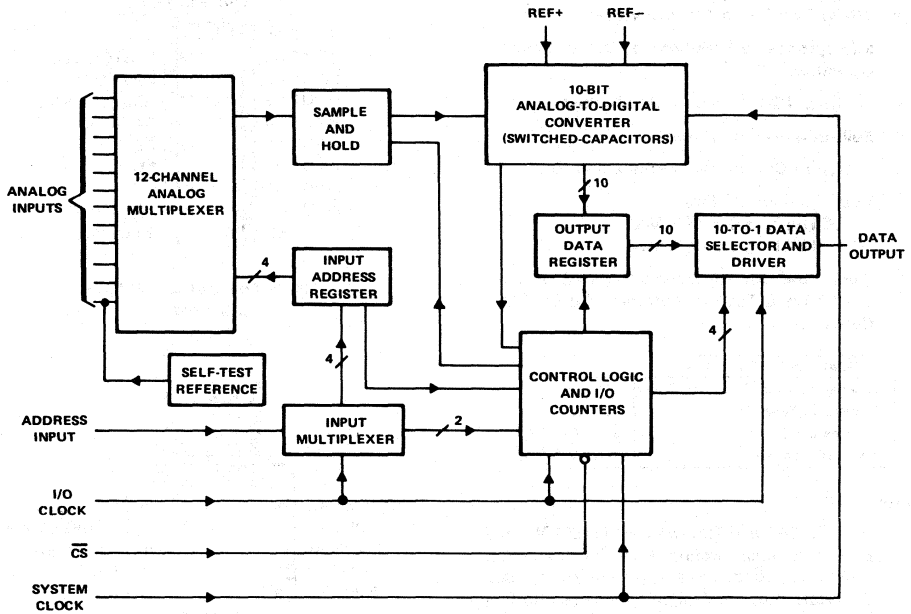 REF+ REF−
10-BIT
ANALOG-TO-DIGITAL
CONVERTER
(SWITCHED-CAPACITORS)
SAMPLE
AND
HOLD
12-CHANNEL
ANALOG
MULTIPLEXER
ANALOG
INPUTS
10
OUTPUT
DATA
REGISTER
10
10-TO-1 DATA
SELECTOR AND
DRIVER
DATA
OUTPUT
4
INPUT
ADDRESS
REGISTER
4
4
SELF-TEST
REFERENCE
CONTROL LOGIC
AND I/O
COUNTERS
ADDRESS
INPUT
INPUT
MULTIPLEXER
2
I/O
CLOCK
C̅S̅
SYSTEM
CLOCK